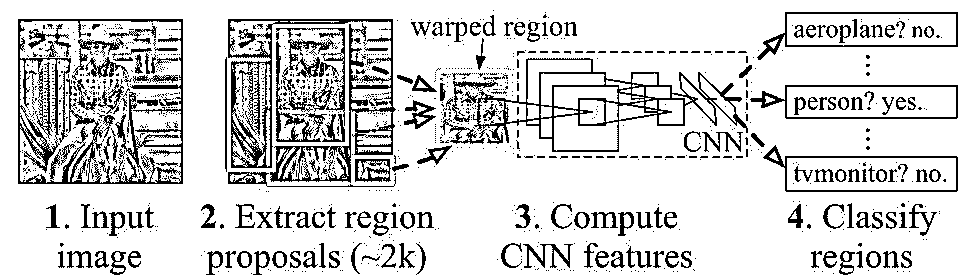 warped region
aeroplane? no.
person? yes.
CNN
tvmonitor? no.
1. Input
image
2. Extract region
proposals (~2k)
3. Compute
CNN features
4. Classify
regions